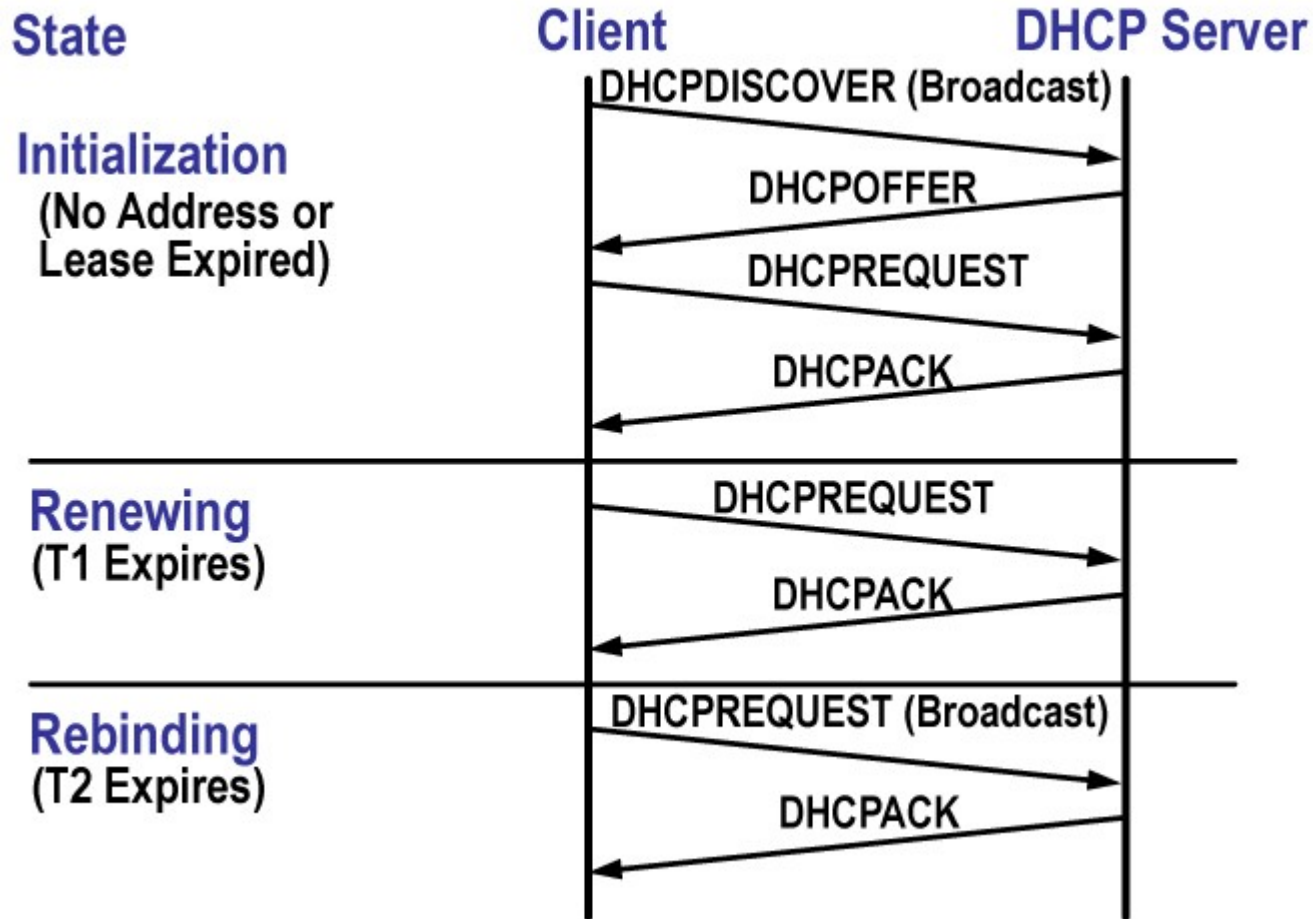 State
Client
DHCP Server
DHCPDISCOVER (Broadcast)
Initialization
(No Address or
Lease Expired)
DHCPOFFER
DHCPREQUEST
DHCPACK
Renewing
(T1 Expires)
DHCPREQUEST
DHCPACK
Rebinding
(T2 Expires)
DHCPREQUEST (Broadcast)
DHCPACK